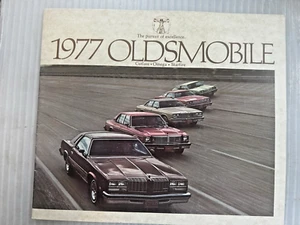 The pursuit of excellence.
1977 OLDSMOBILE
Cutlass • Omega • Starfire